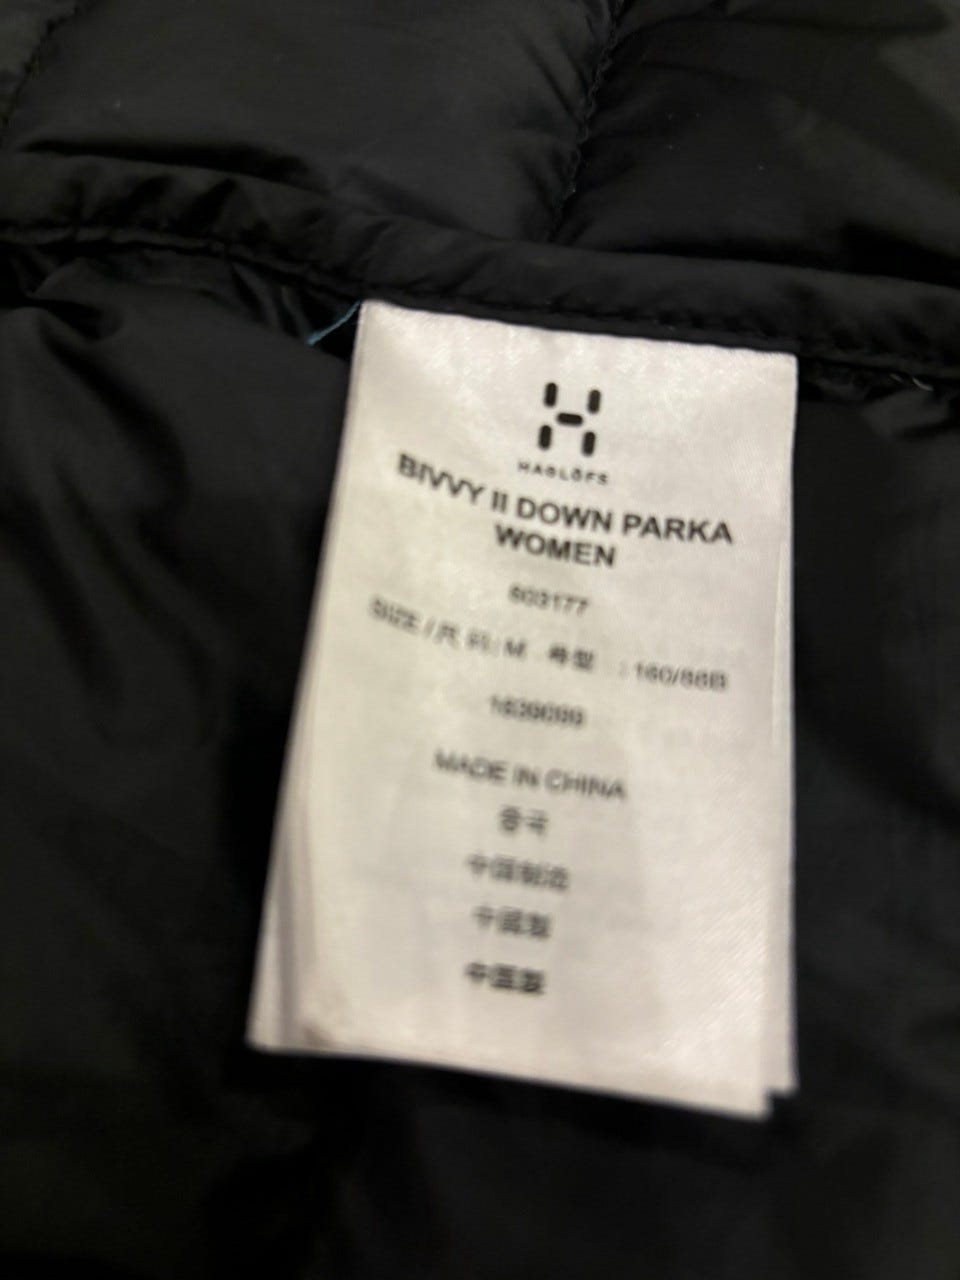 HAGLÖFS
BIVVY II DOWN PARKA
WOMEN
603177
SIZE / 尺码: M 号型 : 160/88B
MADE IN CHINA
중국
中国制造
中國製
中国製